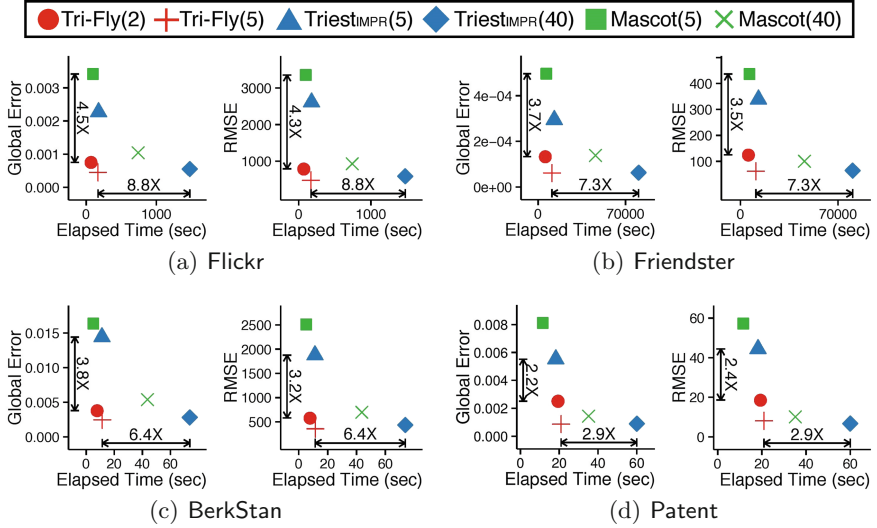 Tri-Fly(2) Tri-Fly(5) TriestIMPR(5) TriestIMPR(40) Mascot(5) Mascot(40)
Global Error
0.003
0.002
0.001
0.000
4.5X
8.8X
0 1000
Elapsed Time (sec)
RMSE
3000
2000
1000
4.3X
8.8X
0 1000
Elapsed Time (sec)
(a) Flickr
Global Error
4e−04
2e−04
0e+00
3.7X
7.3X
0 70000
Elapsed Time (sec)
RMSE
500
400
300
200
100
3.5X
7.3X
0 70000
Elapsed Time (sec)
(b) Friendster
Global Error
0.015
0.010
0.005
0.000
3.8X
6.4X
0 20 40 60
Elapsed Time (sec)
RMSE
2500
2000
1500
1000
500
3.2X
6.4X
0 20 40 60
Elapsed Time (sec)
(c) BerkStan
Global Error
0.008
0.006
0.004
0.002
0.000
2.2X
2.9X
0 20 40 60
Elapsed Time (sec)
RMSE
60
40
20
0
2.4X
2.9X
0 20 40 60
Elapsed Time (sec)
(d) Patent